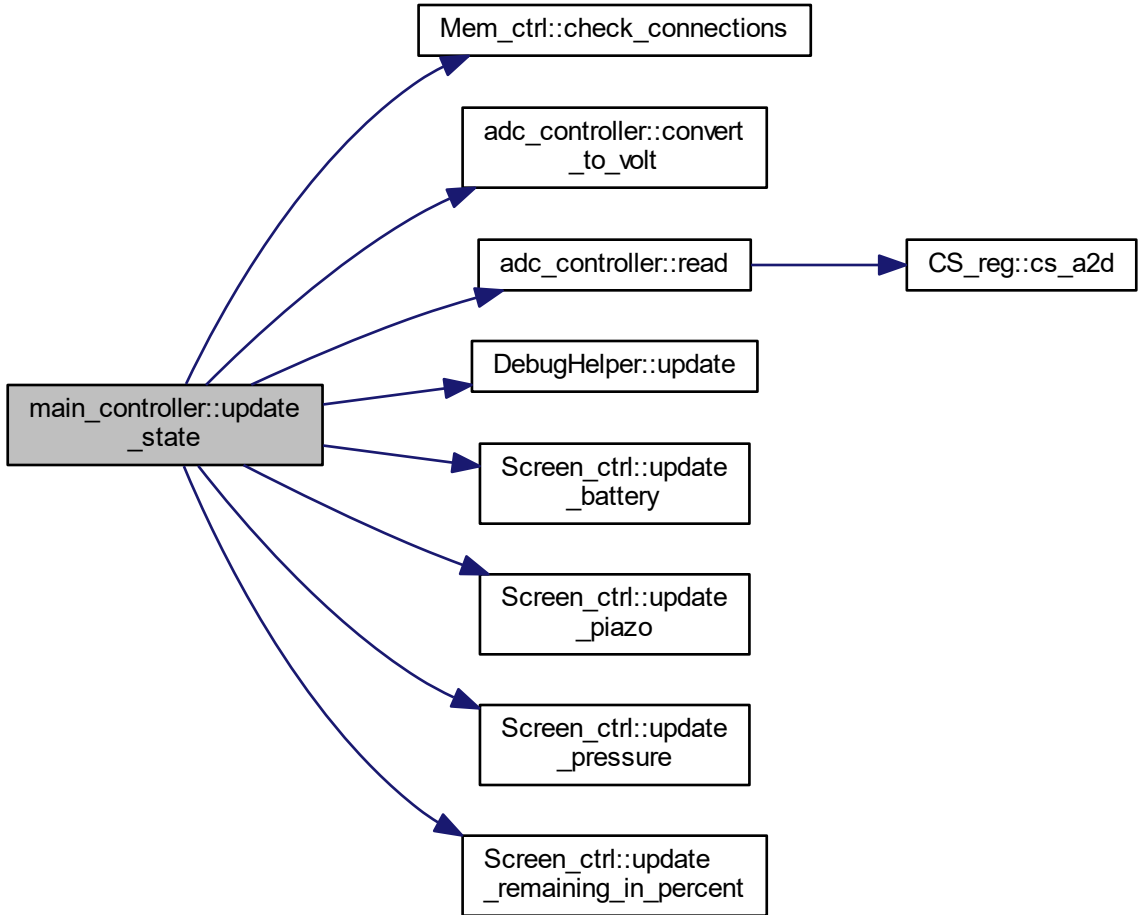 Mem_ctrl::check_connections
adc_controller::convert
_to_volt
adc_controller::read
CS_reg::cs_a2d
DebugHelper::update
main_controller::update
_state
Screen_ctrl::update
_battery
Screen_ctrl::update
_piazo
Screen_ctrl::update
_pressure
Screen_ctrl::update
_remaining_in_percent